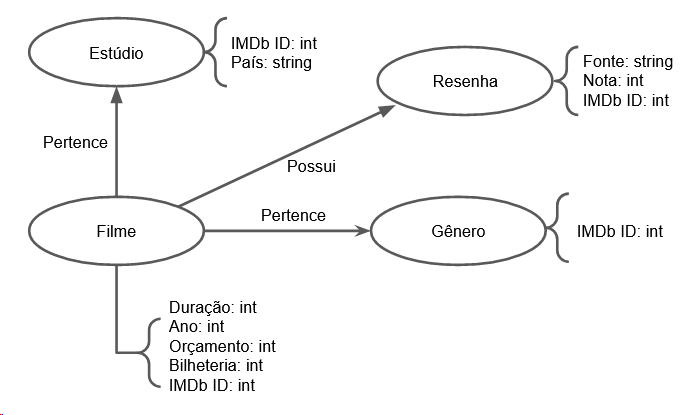 Estúdio
IMDb ID: int
País: string
Resenha
Fonte: string
Nota: int
IMDb ID: int
Pertence
Possui
Pertence
Filme
Gênero
IMDb ID: int
Duração: int
Ano: int
Orçamento: int
Bilheteria: int
IMDb ID: int